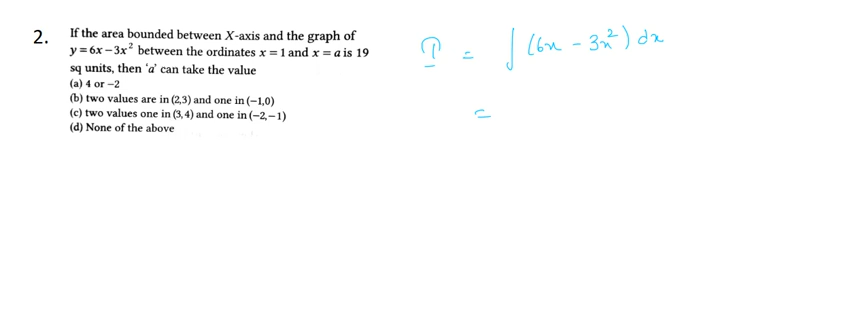 2. If the area bounded between X-axis and the graph of
y = 6x − 3x² between the ordinates x = 1 and x = a is 19
sq units, then ‘a’ can take the value
(a) 4 or −2
(b) two values are in (2,3) and one in (−1,0)
(c) two values one in (3,4) and one in (−2,−1)
(d) None of the above
I = ∫ (6x − 3x²) dx
=